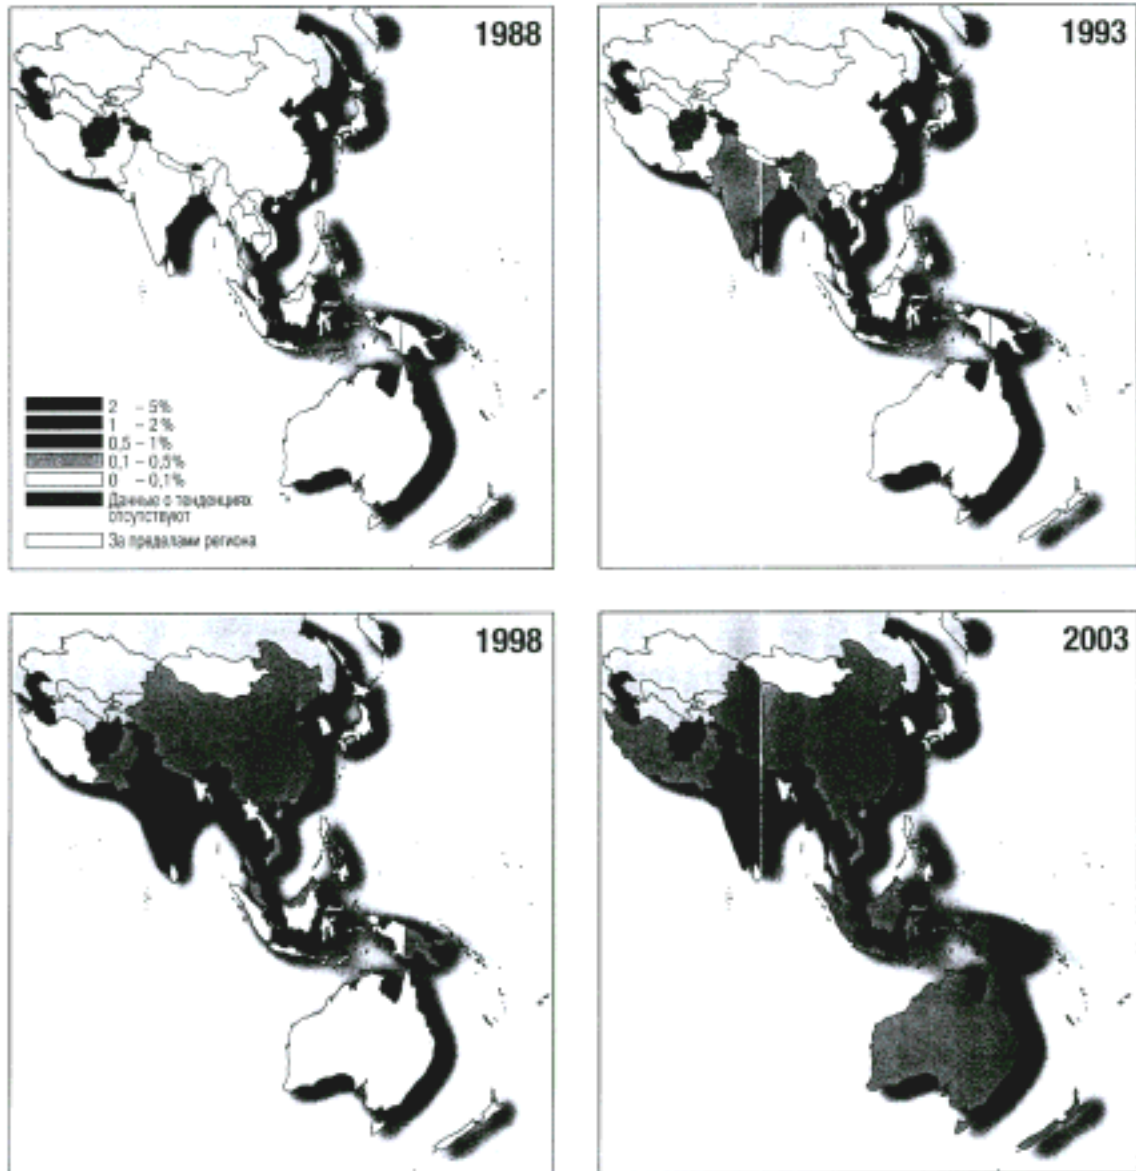 1988
1993
2 – 5%
1 – 2%
0,5 – 1%
0,1 – 0,5%
0 – 0,1%
Данные о тенденциях
отсутствуют
За пределами региона
1998
2003